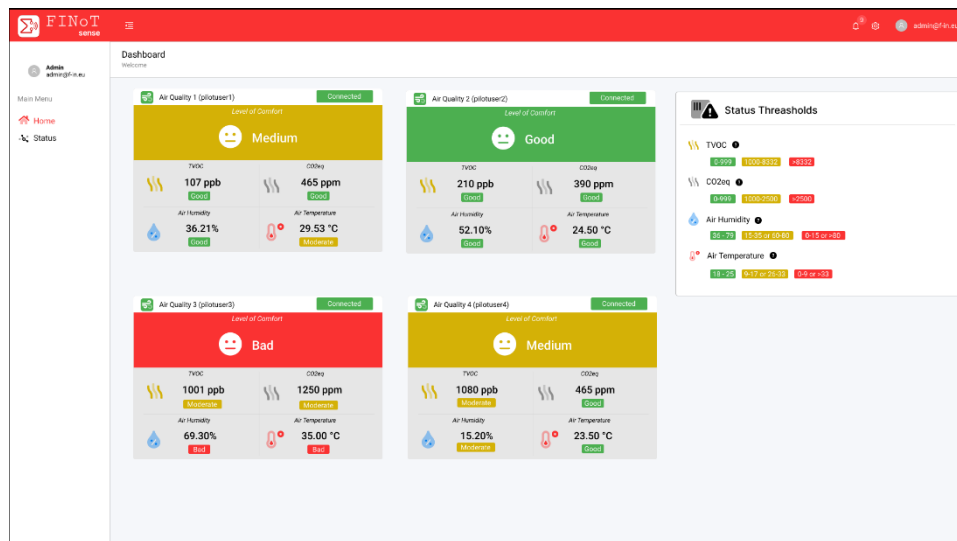 FINoT
sense
0
admin@f-in.eu
Admin
admin@f-in.eu
Main Menu
Home
Status
Dashboard
Welcome
Air Quality 1 (pilotuser1)
Connected
Level of Comfort
Medium
TVOC
CO2eq
107 ppb
465 ppm
Good
Good
Air Humidity
Air Temperature
36.21%
29.53 °C
Good
Moderate
Air Quality 2 (pilotuser2)
Connected
Level of Comfort
Good
TVOC
CO2eq
210 ppb
390 ppm
Good
Good
Air Humidity
Air Temperature
52.10%
24.50 °C
Good
Good
Air Quality 3 (pilotuser3)
Connected
Level of Comfort
Bad
TVOC
CO2eq
1001 ppb
1250 ppm
Moderate
Moderate
Air Humidity
Air Temperature
69.30%
35.00 °C
Bad
Bad
Air Quality 4 (pilotuser4)
Connected
Level of Comfort
Medium
TVOC
CO2eq
1080 ppb
465 ppm
Moderate
Good
Air Humidity
Air Temperature
15.20%
23.50 °C
Moderate
Good
Status Threasholds
TVOC
0-999 1000-8332 >8332
CO2eq
0-999 1000-2500 >2500
Air Humidity
36 - 79 15-35 or 60-80 0-15 or >80
Air Temperature
18 - 25 9-17 or 26-33 0-9 or >33